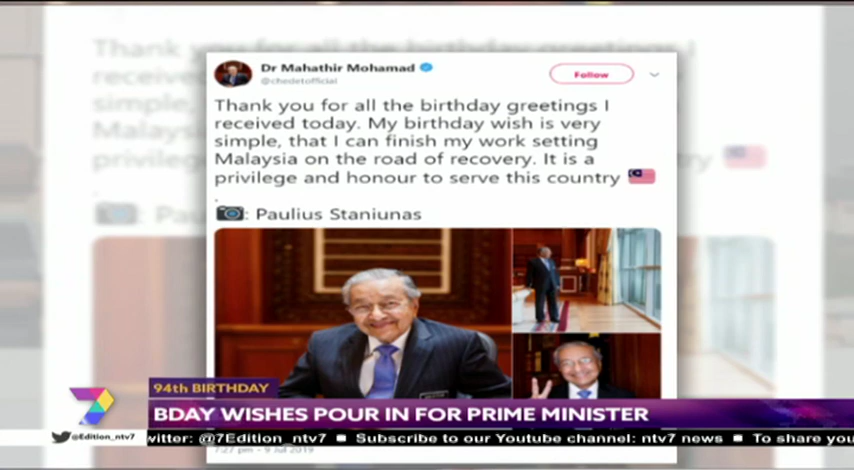 Dr Mahathir Mohamad
@chedetofficial
Follow
Thank you for all the birthday greetings I
received today. My birthday wish is very
simple, that I can finish my work setting
Malaysia on the road of recovery. It is a
privilege and honour to serve this country
.
: Paulius Staniunas
94th BIRTHDAY
7
BDAY WISHES POUR IN FOR PRIME MINISTER
@Edition_ntv7
witter: @7Edition_ntv7 ■ Subscribe to our Youtube channel: ntv7 news ■ To share you
7:27 pm - 9 Jul 2019